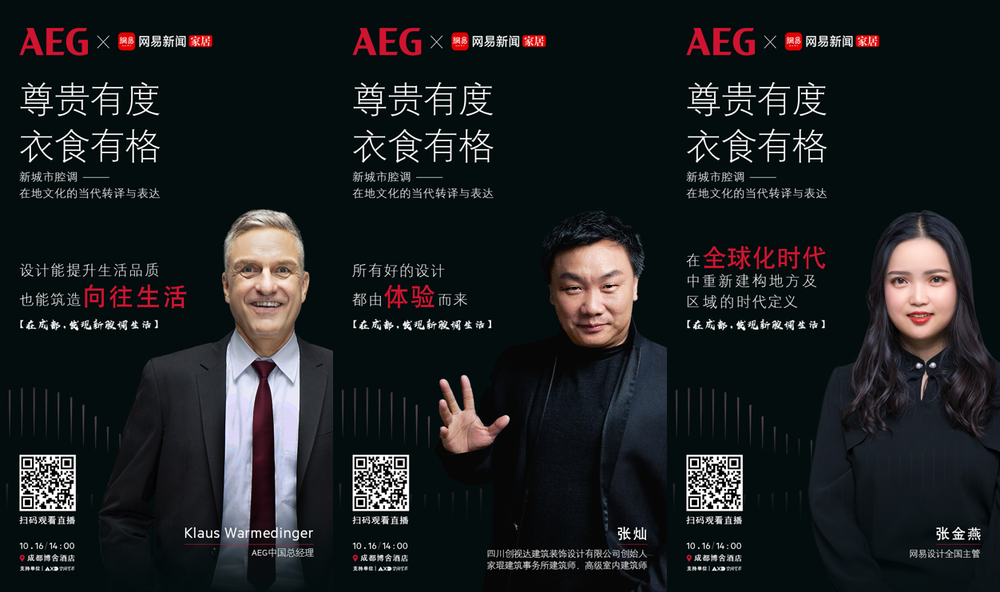 AEG × 網易 NEWS 网易新闻 家居
尊贵有度
衣食有格
新城市腔调 ——
在地文化的当代转译与表达
设计能提升生活品质
也能筑造向往生活
【在成都,发现新腔调生活】
扫码观看直播
10.16/14:00
成都博舍酒店
支持单位 | AXD
Klaus Warmedinger
AEG中国总经理
AEG × 網易 NEWS 网易新闻 家居
尊贵有度
衣食有格
新城市腔调 ——
在地文化的当代转译与表达
所有好的设计
都由体验而来
【在成都,发现新腔调生活】
扫码观看直播
10.16/14:00
成都博舍酒店
支持单位 | AXD
张灿
四川创视达建筑装饰设计有限公司创始人
家琨建筑事务所建筑师、高级室内建筑师
AEG × 網易 NEWS 网易新闻 家居
尊贵有度
衣食有格
新城市腔调 ——
在地文化的当代转译与表达
在全球化时代
中重新建构地方及
区域的时代定义
【在成都,发现新腔调生活】
扫码观看直播
10.16/14:00
成都博舍酒店
支持单位 | AXD
张金燕
网易设计全国主管